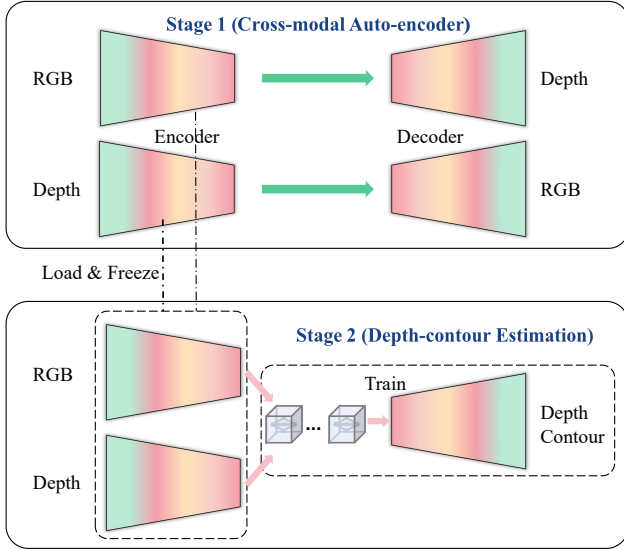 Stage 1 (Cross-modal Auto-encoder)
RGB
Depth
Encoder
Decoder
Depth
RGB
Load & Freeze
Stage 2 (Depth-contour Estimation)
RGB
Train
...
Depth
Contour
Depth